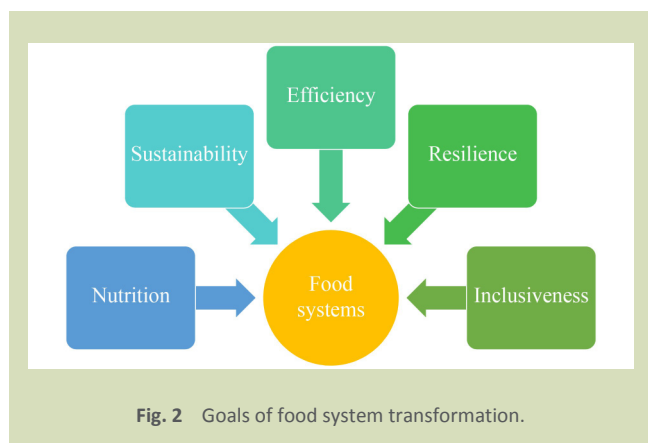 Efficiency
Sustainability
Resilience
Nutrition
Food
systems
Inclusiveness
Fig. 2 Goals of food system transformation.